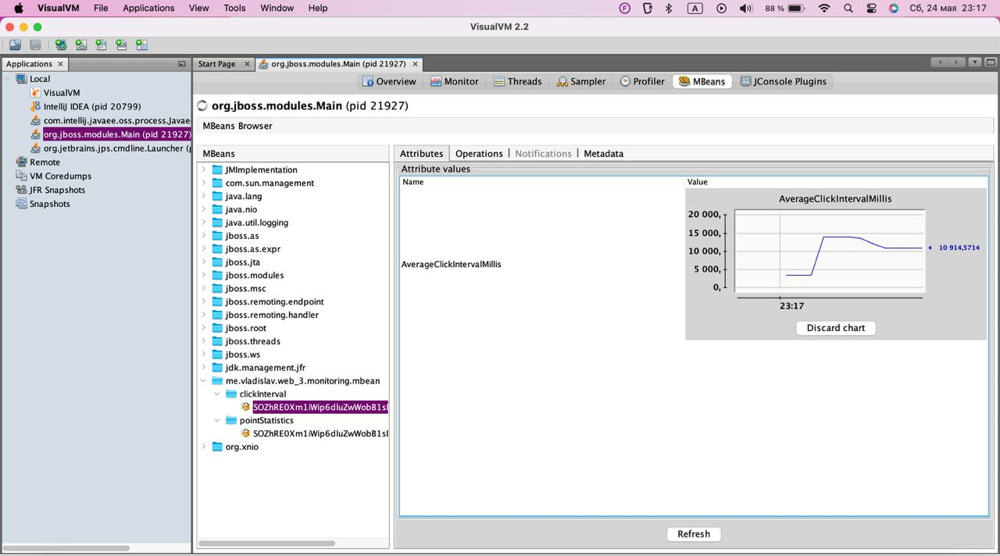 VisualVM File Applications View Tools Window Help
F A 88 % Сб, 24 мая 23:17
VisualVM 2.2
Applications
Start Page
org.jboss.modules.Main (pid 21927)
Local
VisualVM
IntelliJ IDEA (pid 20799)
com.intellij.javaee.oss.process.Javae
org.jboss.modules.Main (pid 21927)
org.jetbrains.jps.cmdline.Launcher (p
Remote
VM Coredumps
JFR Snapshots
Snapshots
Overview Monitor Threads Sampler Profiler MBeans JConsole Plugins
org.jboss.modules.Main (pid 21927)
MBeans Browser
MBeans
JMImplementation
com.sun.management
java.lang
java.nio
java.util.logging
jboss.as
jboss.as.expr
jboss.jta
jboss.modules
jboss.msc
jboss.remoting.endpoint
jboss.remoting.handler
jboss.root
jboss.threads
jboss.ws
jdk.management.jfr
me.vladislav.web_3.monitoring.mbean
clickInterval
pointStatistics
org.xnio
Attributes Operations Notifications Metadata
Attribute values
Name Value
AverageClickIntervalMillis
AverageClickIntervalMillis
20 000,
15 000,
10 000,
5 000,
0,
10 914,5714
23:17
Discard chart
Refresh